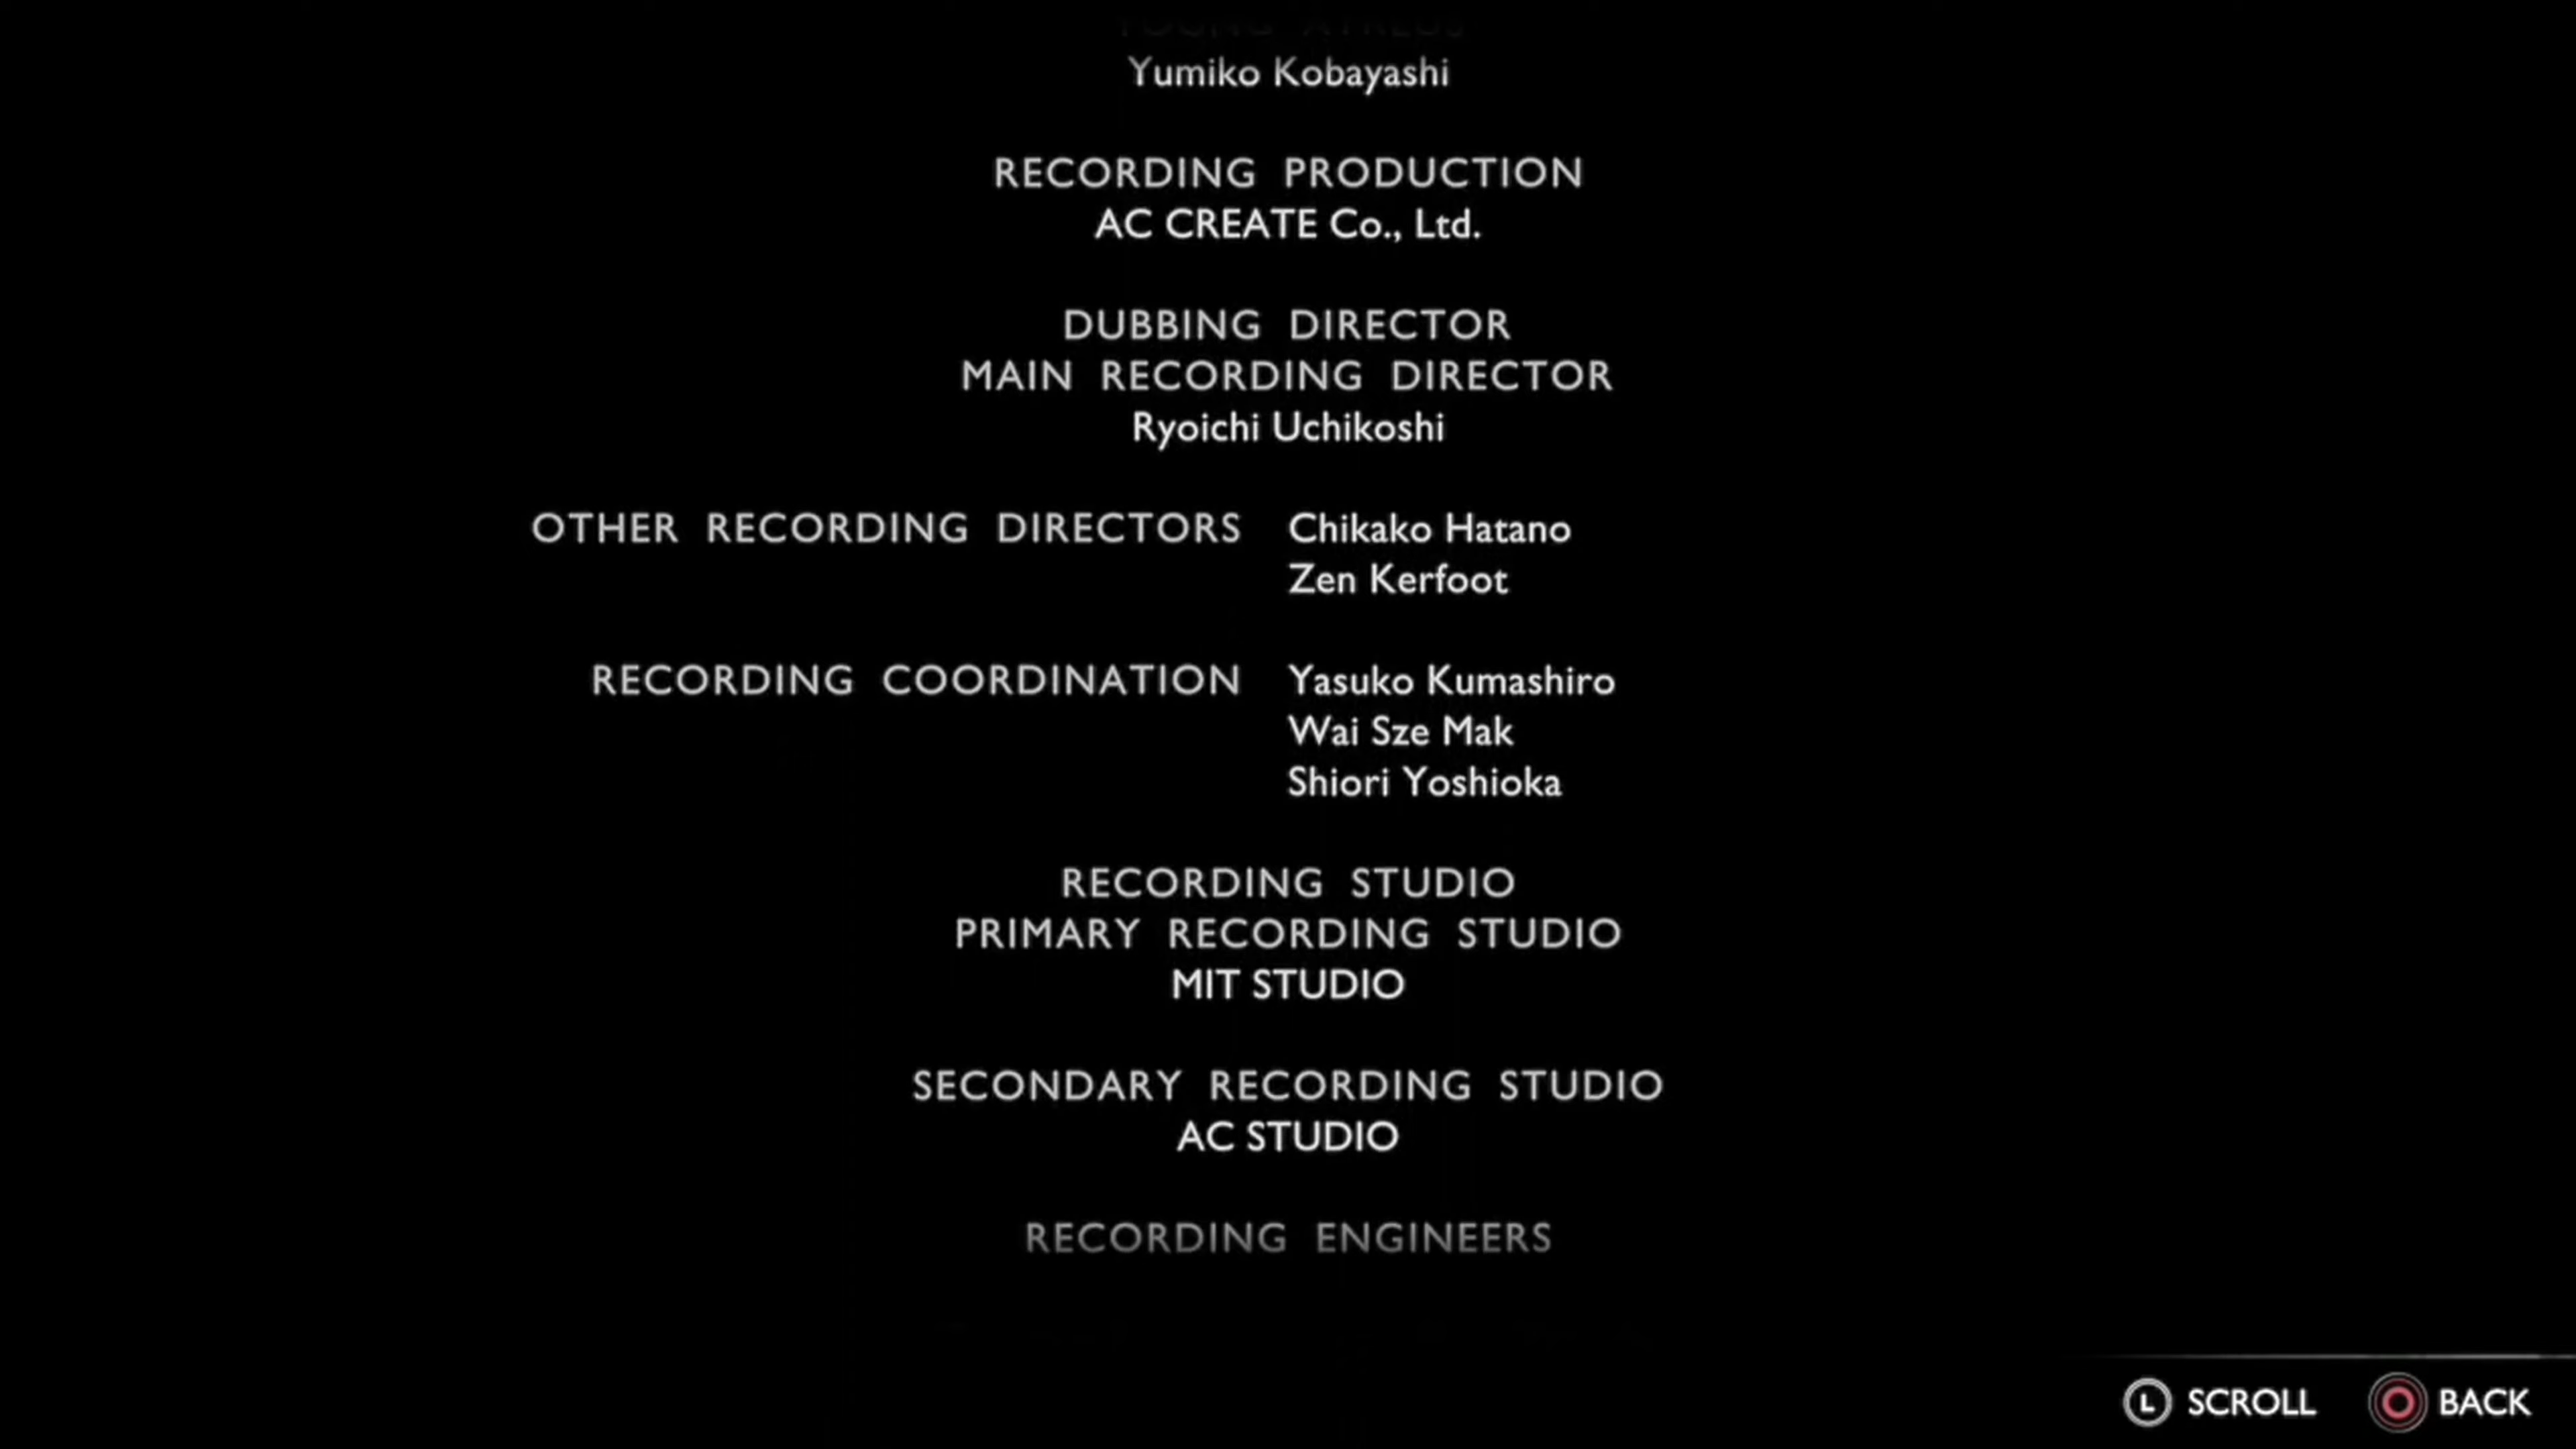 YOUNG ATREUS
Yumiko Kobayashi
RECORDING PRODUCTION
AC CREATE Co., Ltd.
DUBBING DIRECTOR
MAIN RECORDING DIRECTOR
Ryoichi Uchikoshi
OTHER RECORDING DIRECTORS Chikako Hatano
Zen Kerfoot
RECORDING COORDINATION Yasuko Kumashiro
Wai Sze Mak
Shiori Yoshioka
RECORDING STUDIO
PRIMARY RECORDING STUDIO
MIT STUDIO
SECONDARY RECORDING STUDIO
AC STUDIO
RECORDING ENGINEERS
L SCROLL BACK